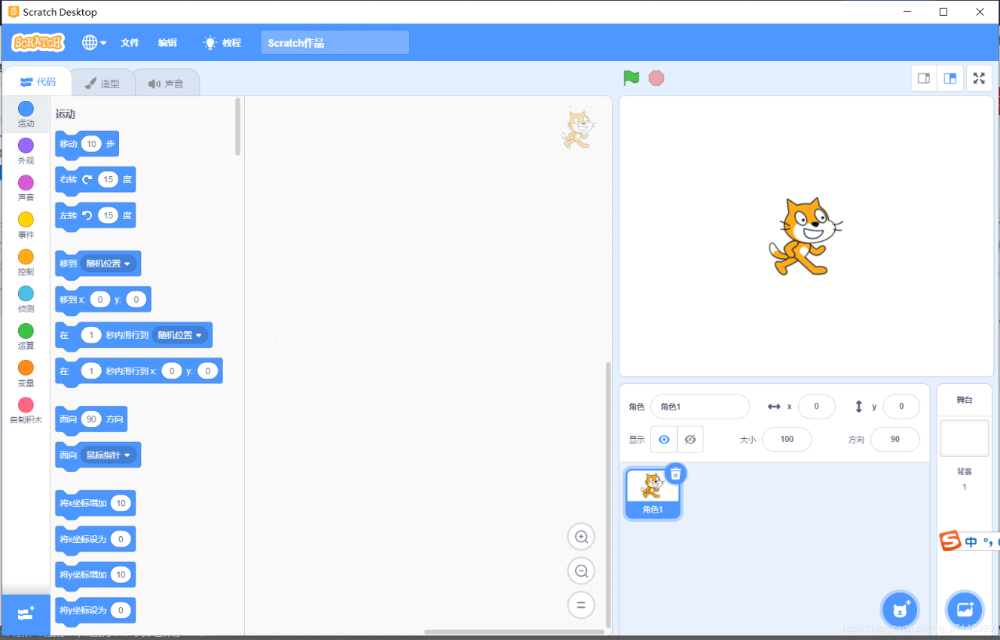 Scratch Desktop
SCRATCH 文件 编辑 教程 Scratch作品
代码 造型 声音
运动
外观
声音
事件
控制
侦测
运算
变量
自制积木
运动
移动 10 步
右转 15 度
左转 15 度
移到 随机位置
移到 x: 0 y: 0
在 1 秒内滑行到 随机位置
在 1 秒内滑行到 x: 0 y: 0
面向 90 方向
面向 鼠标指针
将x坐标增加 10
将x坐标设为 0
将y坐标增加 10
将y坐标设为 0
角色 角色1 x 0 y 0
显示 大小 100 方向 90
角色1
舞台
背景
1
中 °,